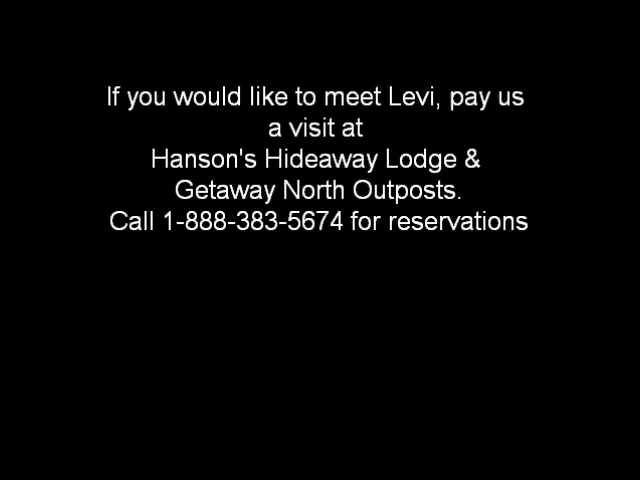 If you would like to meet Levi, pay us
a visit at
Hanson's Hideaway Lodge &
Getaway North Outposts.
Call 1-888-383-5674 for reservations